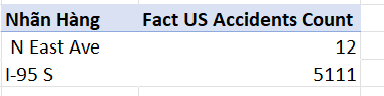 Nhãn Hàng Fact US Accidents Count
N East Ave 12
I-95 S 5111